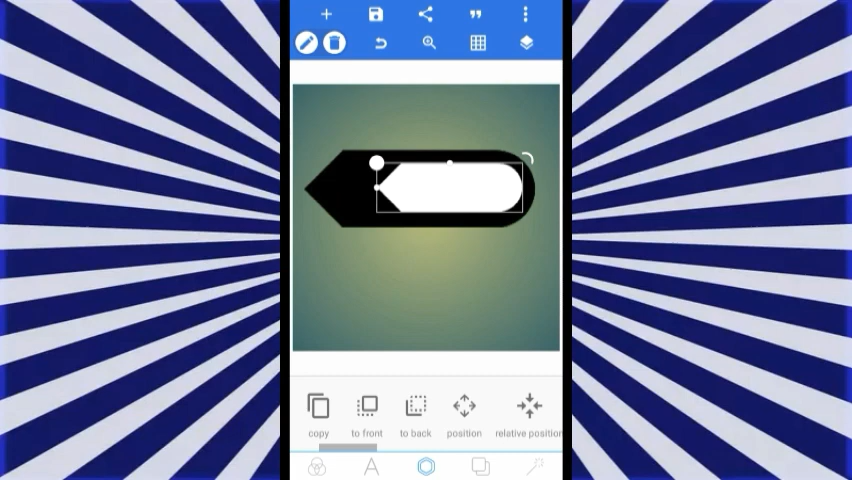 copy
to front
to back
position
relative position